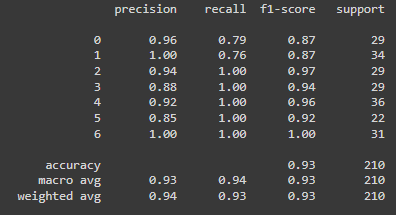 precision recall f1-score support
0 0.96 0.79 0.87 29
1 1.00 0.76 0.87 34
2 0.94 1.00 0.97 29
3 0.88 1.00 0.94 29
4 0.92 1.00 0.96 36
5 0.85 1.00 0.92 22
6 1.00 1.00 1.00 31
accuracy 0.93 210
macro avg 0.93 0.94 0.93 210
weighted avg 0.94 0.93 0.93 210